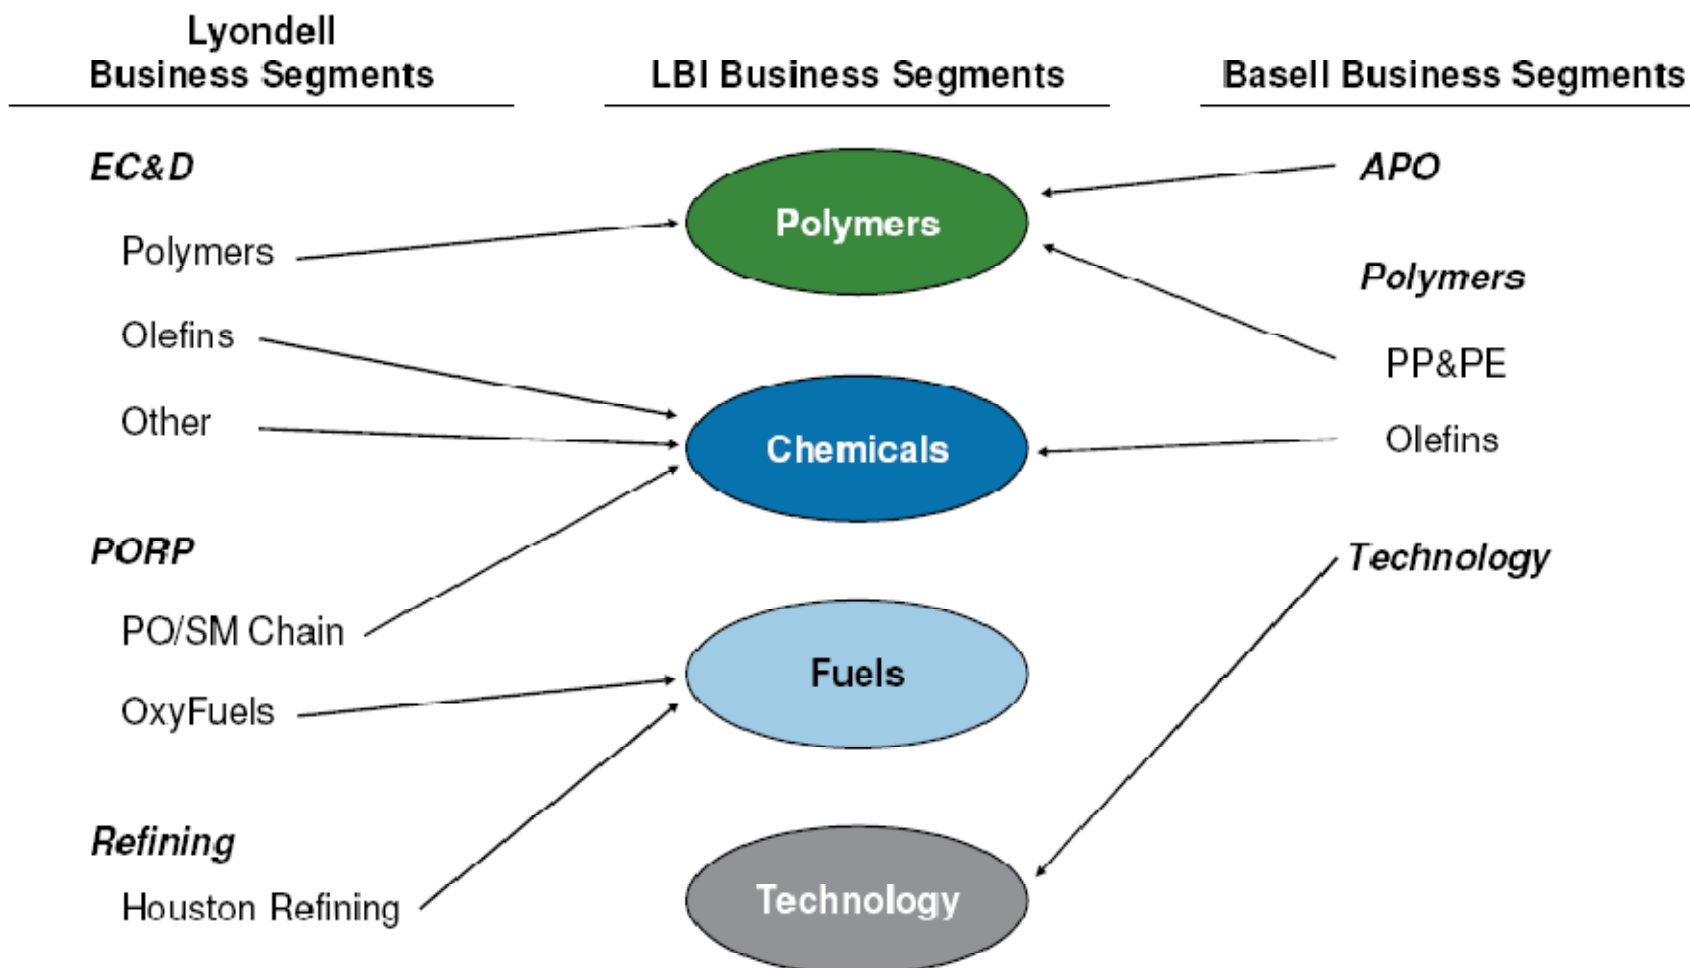 Lyondell
Business Segments
EC&D
Polymers
Olefins
Other
PORP
PO/SM Chain
OxyFuels
Refining
Houston Refining
LBI Business Segments
Polymers
Chemicals
Fuels
Technology
Basell Business Segments
APO
Polymers
PP&PE
Olefins
Technology